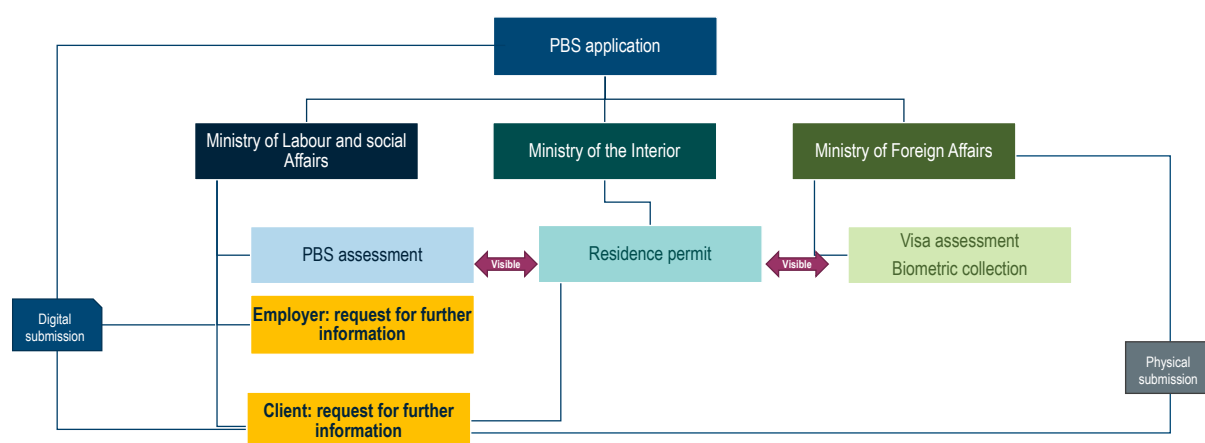 PBS application
Ministry of Labour and social
Affairs
Ministry of the Interior
Ministry of Foreign Affairs
PBS assessment
Visible
Residence permit
Visible
Visa assessment
Biometric collection
Digital
submission
Employer: request for further
information
Physical
submission
Client: request for further
information